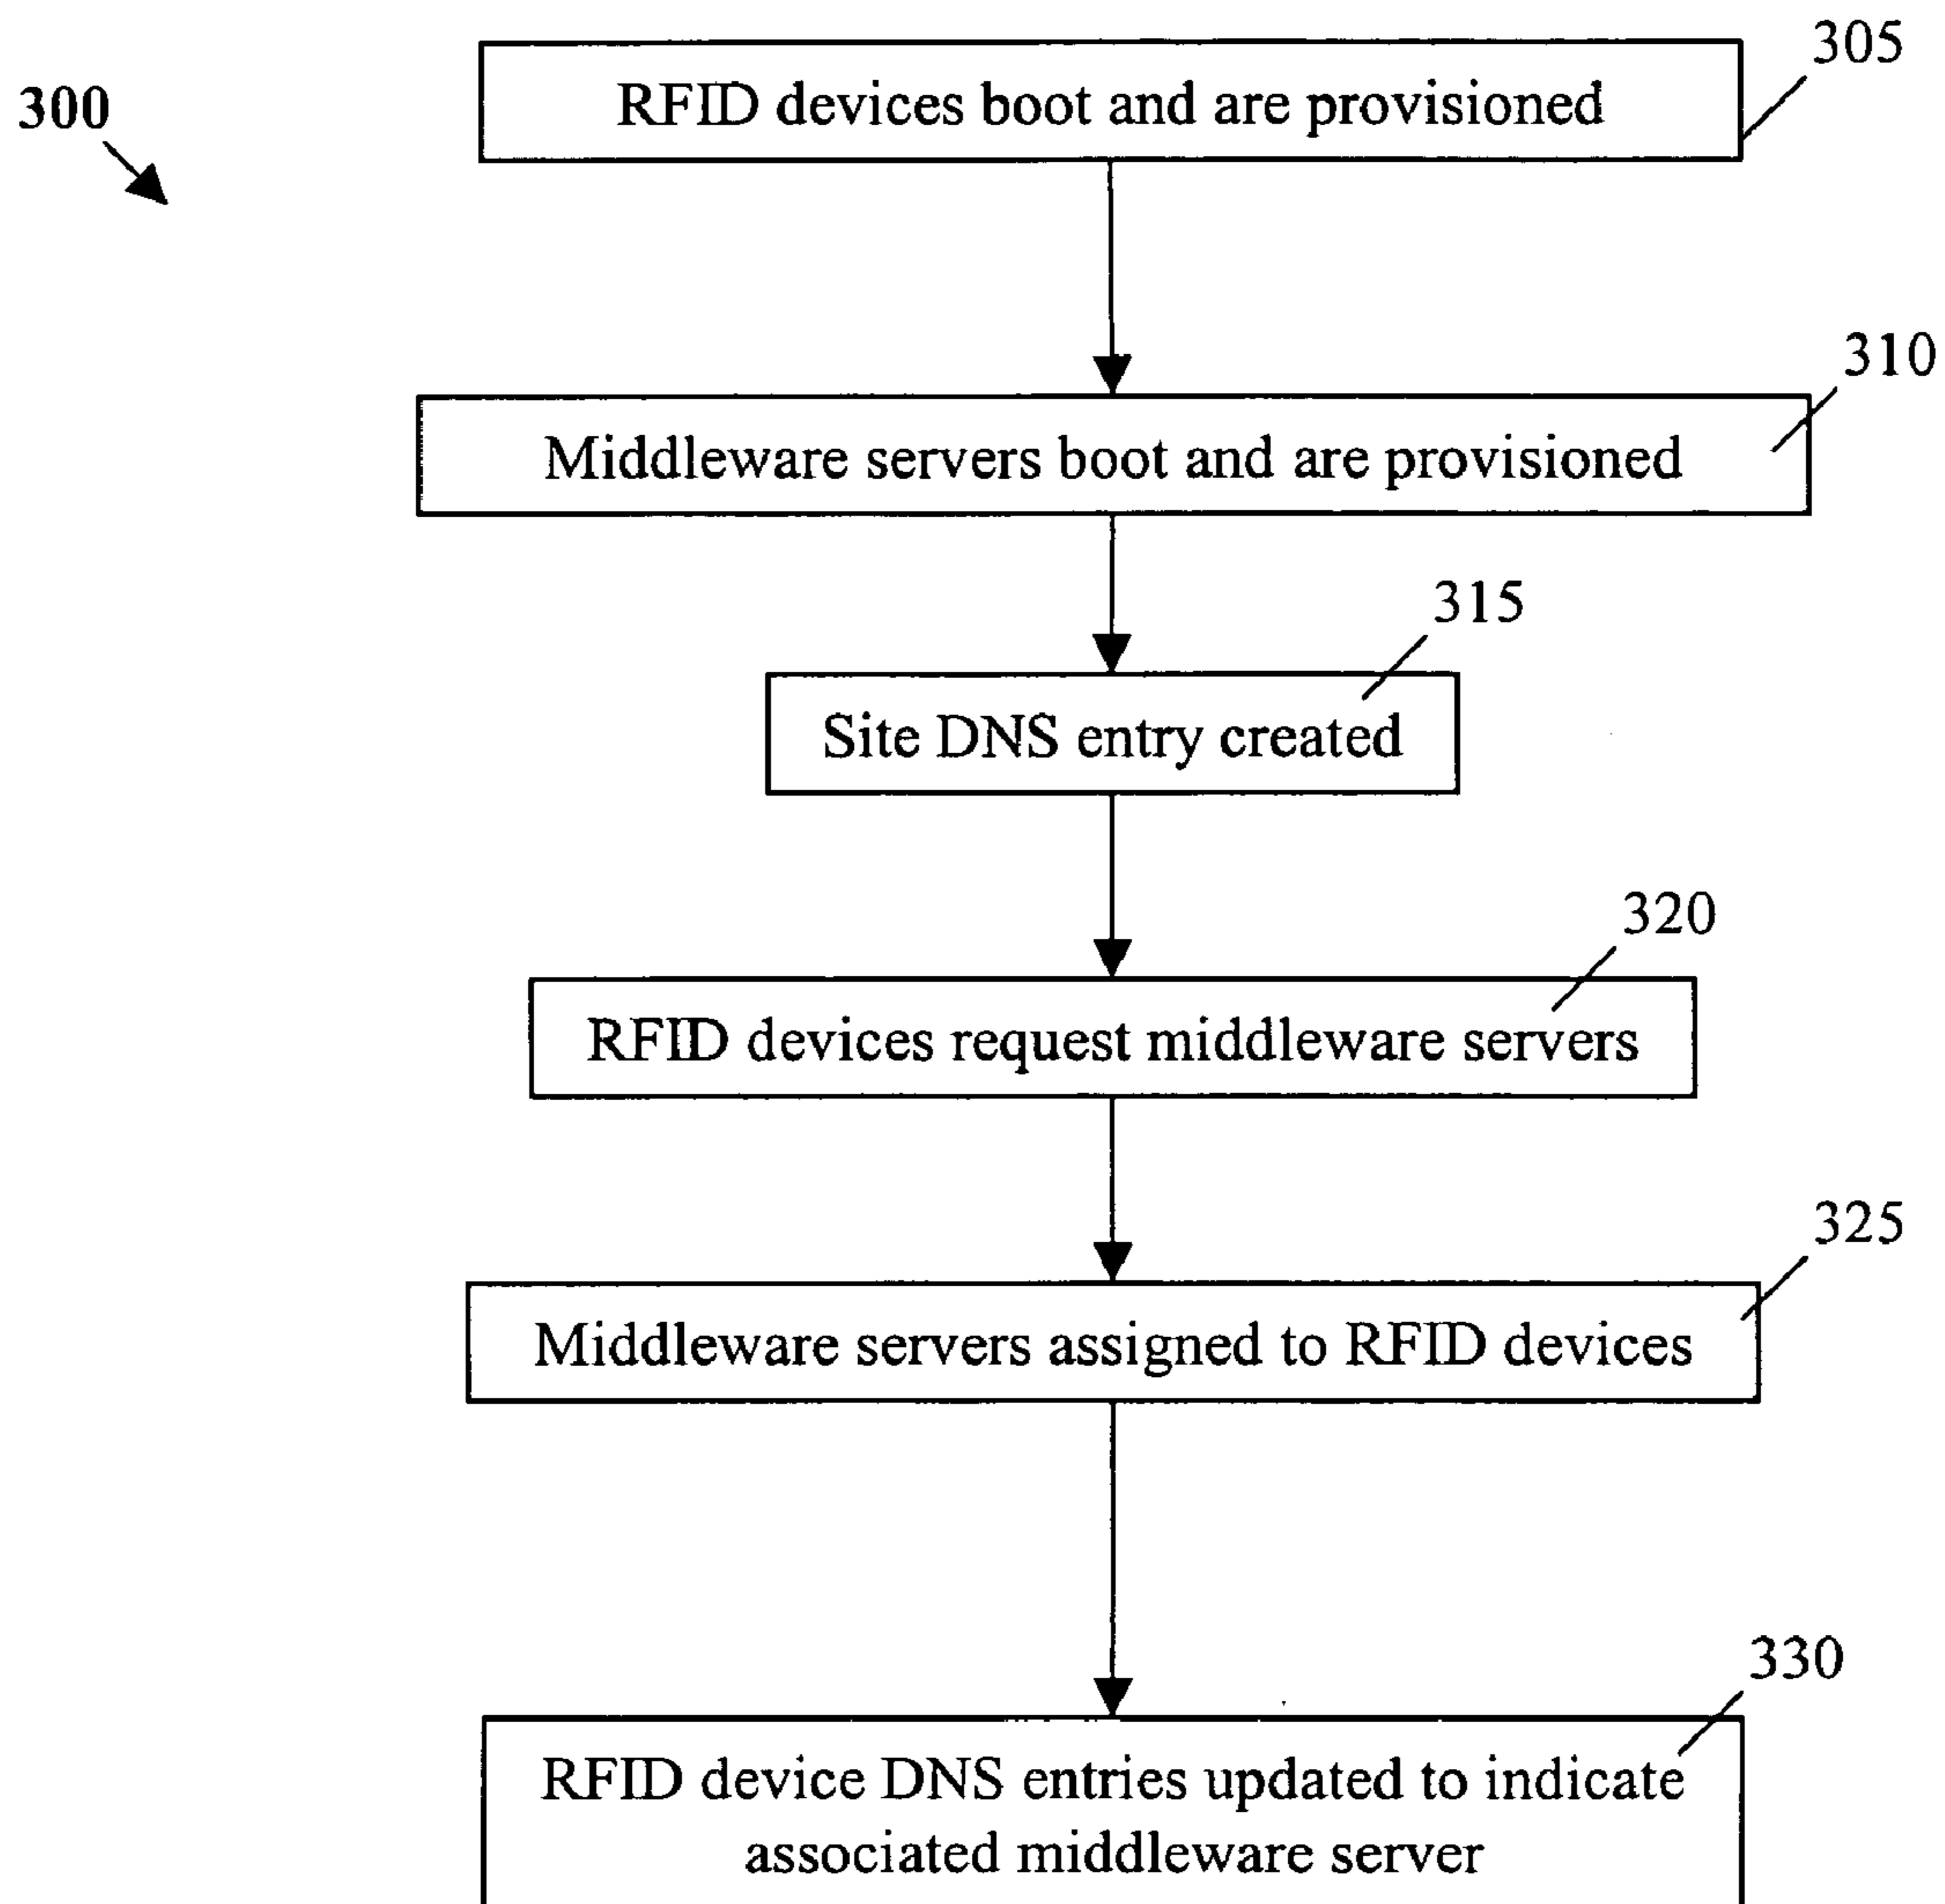 305
300
RFID devices boot and are provisioned
310
Middleware servers boot and are provisioned
315
Site DNS entry created
320
RFID devices request middleware servers
325
Middleware servers assigned to RFID devices
330
RFID device DNS entries updated to indicate
associated middleware server